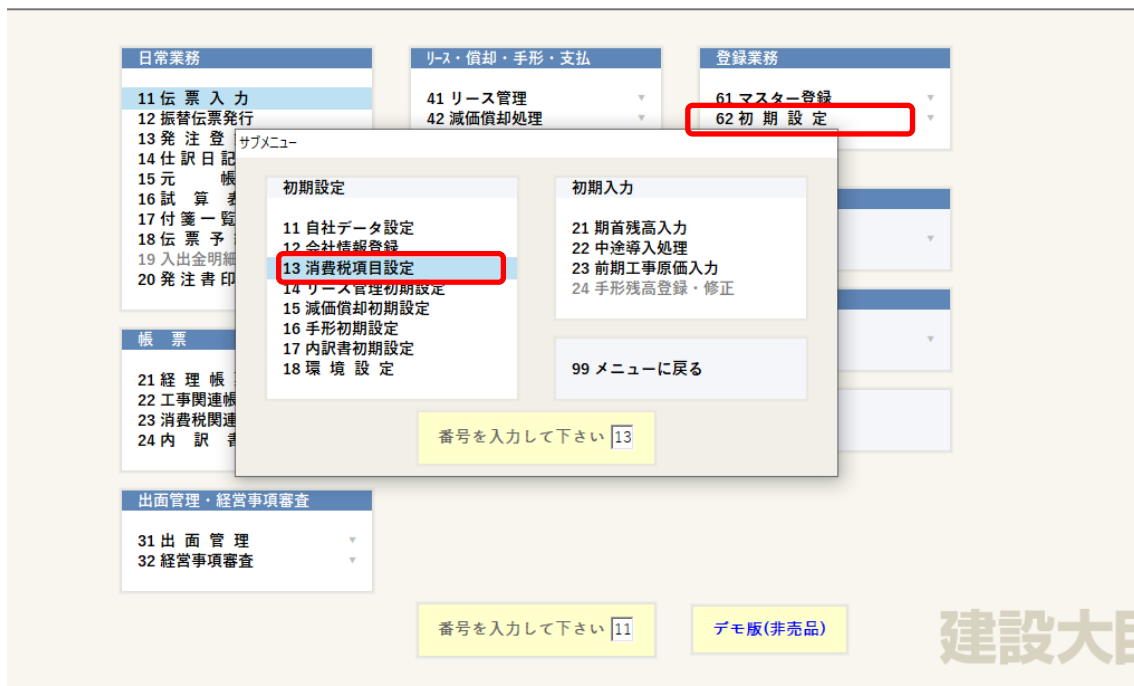 日常業務
11 伝 票 入 力
12 振替伝票発行
13 発 注 登
14 仕 訳 日 記
15 元 帳
16 試 算
17 付 箋 一 覧
18 伝 票 予
19 入出金明細
20 発 注 書 印
帳 票
21 経 理 帳
22 工事関連帳
23 消費税関連
24 内 訳
出面管理・経営事項審査
31 出 面 管 理
32 経営事項審査
リース・償却・手形・支払
41 リース管理
42 減価償却処理
登録業務
61 マスター登録
62 初 期 設 定
サブメニュー
初期設定
11 自社データ設定
12 会社情報登録
13 消費税項目設定
14 リース管理初期設定
15 減価償却初期設定
16 手形初期設定
17 内訳書初期設定
18 環 境 設 定
初期入力
21 期首残高入力
22 中途導入処理
23 前期工事原価入力
24 手形残高登録・修正
99 メニューに戻る
番号を入力して下さい 13
番号を入力して下さい 11
デモ版(非売品)
建設大